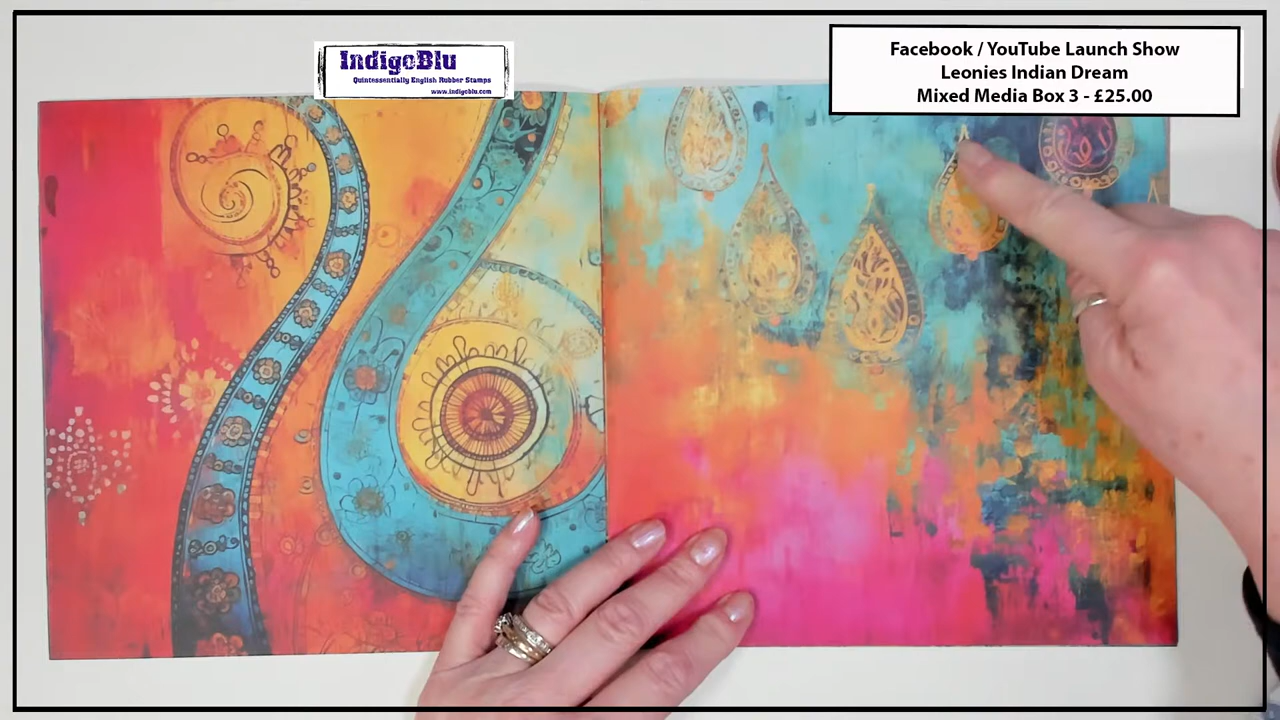 IndigoBlu
Quintessentially English Rubber Stamps
www.indigoblu.com
Facebook / YouTube Launch Show
Leonies Indian Dream
Mixed Media Box 3 - £25.00